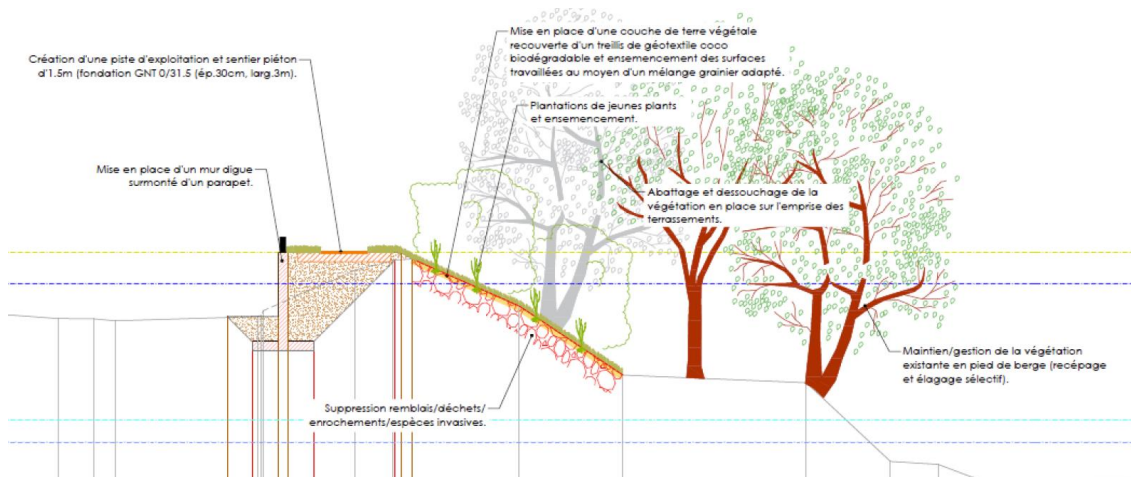 Mise en place d'une couche de terre végétale
recouverte d'un treillis de géotextile coco
biodégradable et ensemencement des surfaces
travaillées au moyen d'un mélange grainier adapté.
Création d'une piste d'exploitation et sentier piéton
d'1.5m (fondation GNT 0/31.5 (ép.30cm, larg.3m).
Plantations de jeunes plants
et ensemencement.
Mise en place d'un mur digue
surmonté d'un parapet.
Abattage et dessouchage de la
végétation en place sur l'emprise des
terrassements.
Maintien/gestion de la végétation
existante en pied de berge (recépage
et élagage sélectif).
Suppression remblais/déchets/
enrochements/espèces invasives.